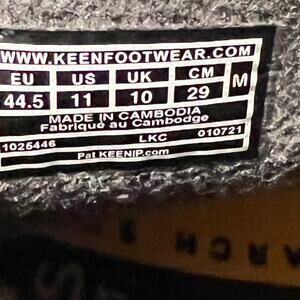 WWW.KEENFOOTWEAR.COM
EU US UK CM M
44.5 11 10 29
MADE IN CAMBODIA
Fabriqué au Cambodge
1025446 LKC 010721
Pat KEENIP.com